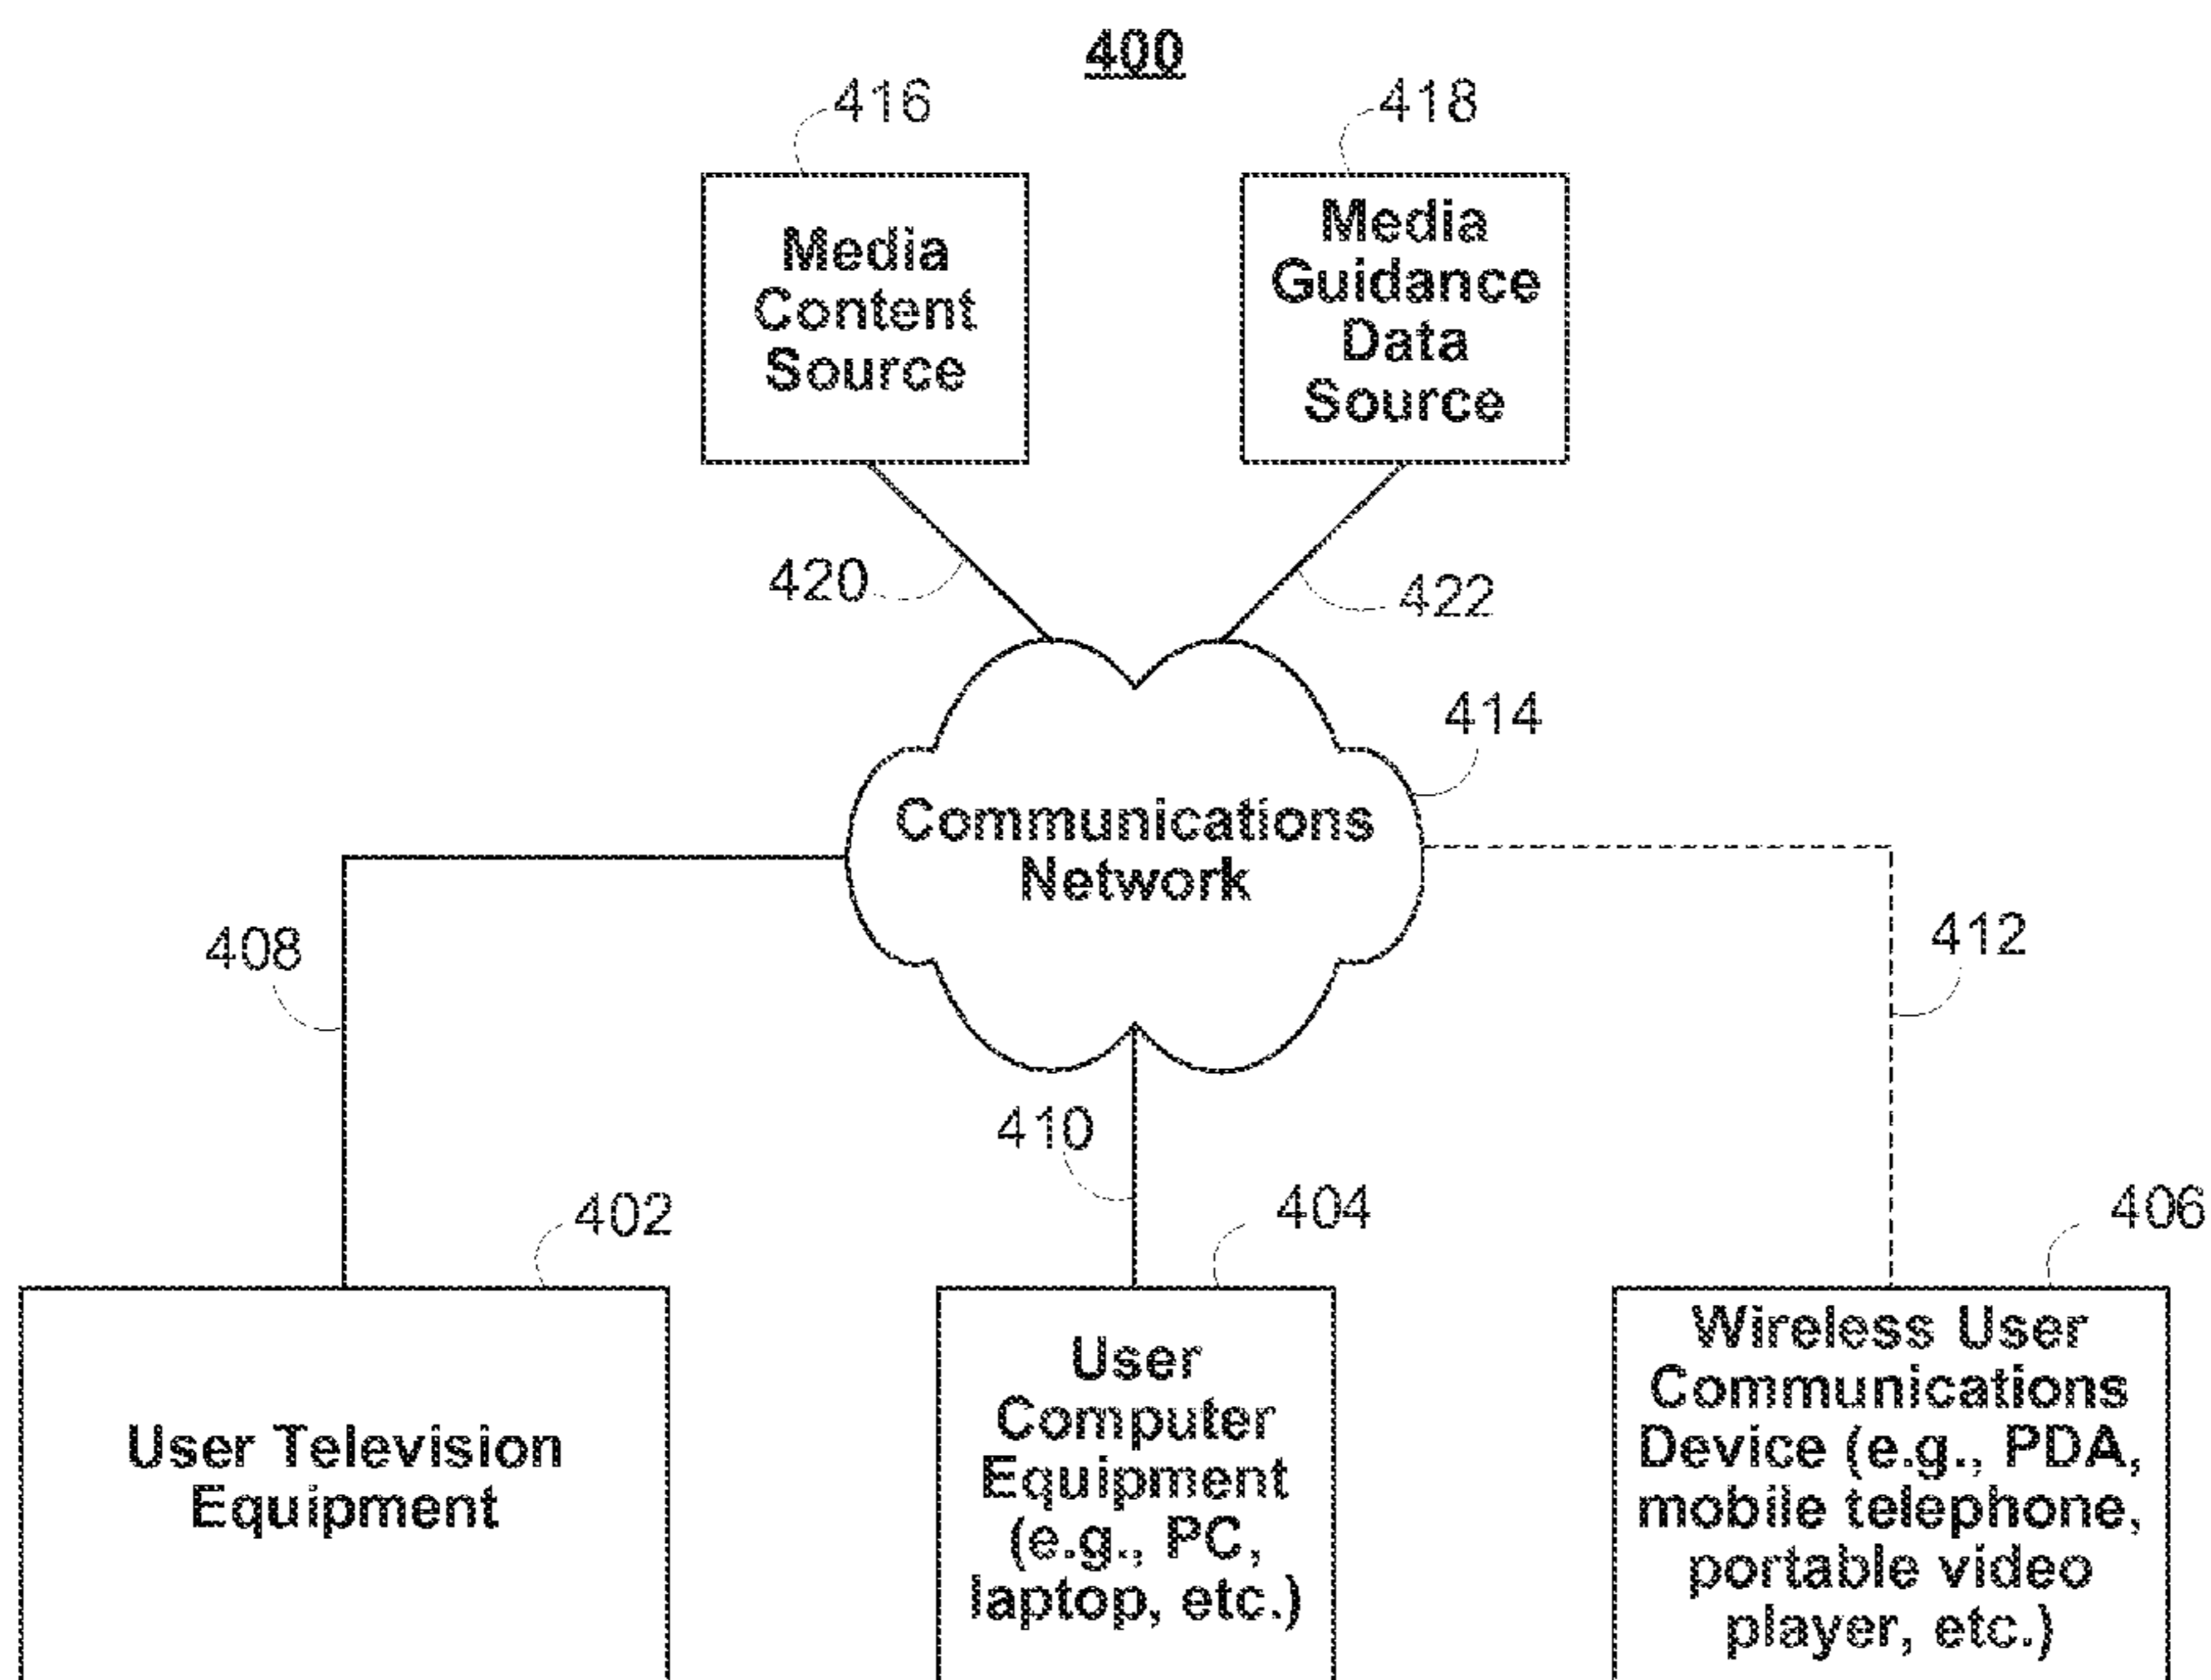 400
416
418
Media
Content
Source
Media
Guidance
Data
Source
420
422
414
Communications
Network
408
412
410
402
404
406
User Television
Equipment
User
Computer
Equipment
(e.g., PC,
laptop, etc.)
Wireless User
Communications
Device (e.g., PDA,
mobile telephone,
portable video
player, etc.)